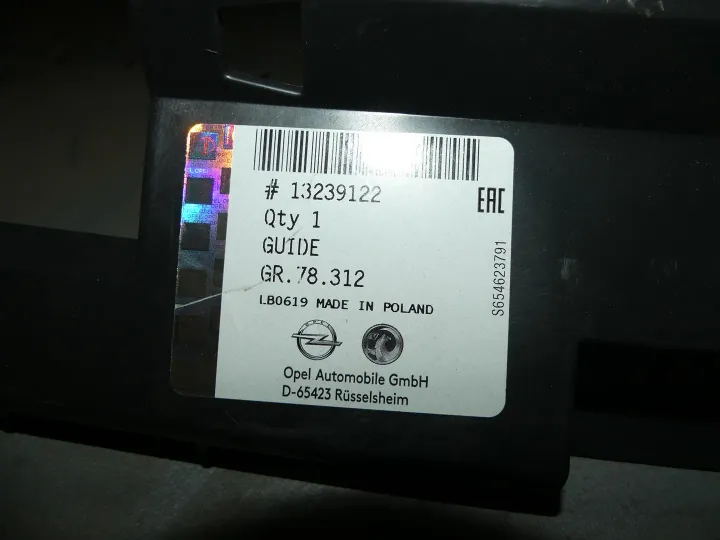 # 13239122
Qty 1
GUIDE
GR.78.312
LB0619 MADE IN POLAND
Opel Automobile GmbH
D-65423 Rüsselsheim
EAC
S654623791